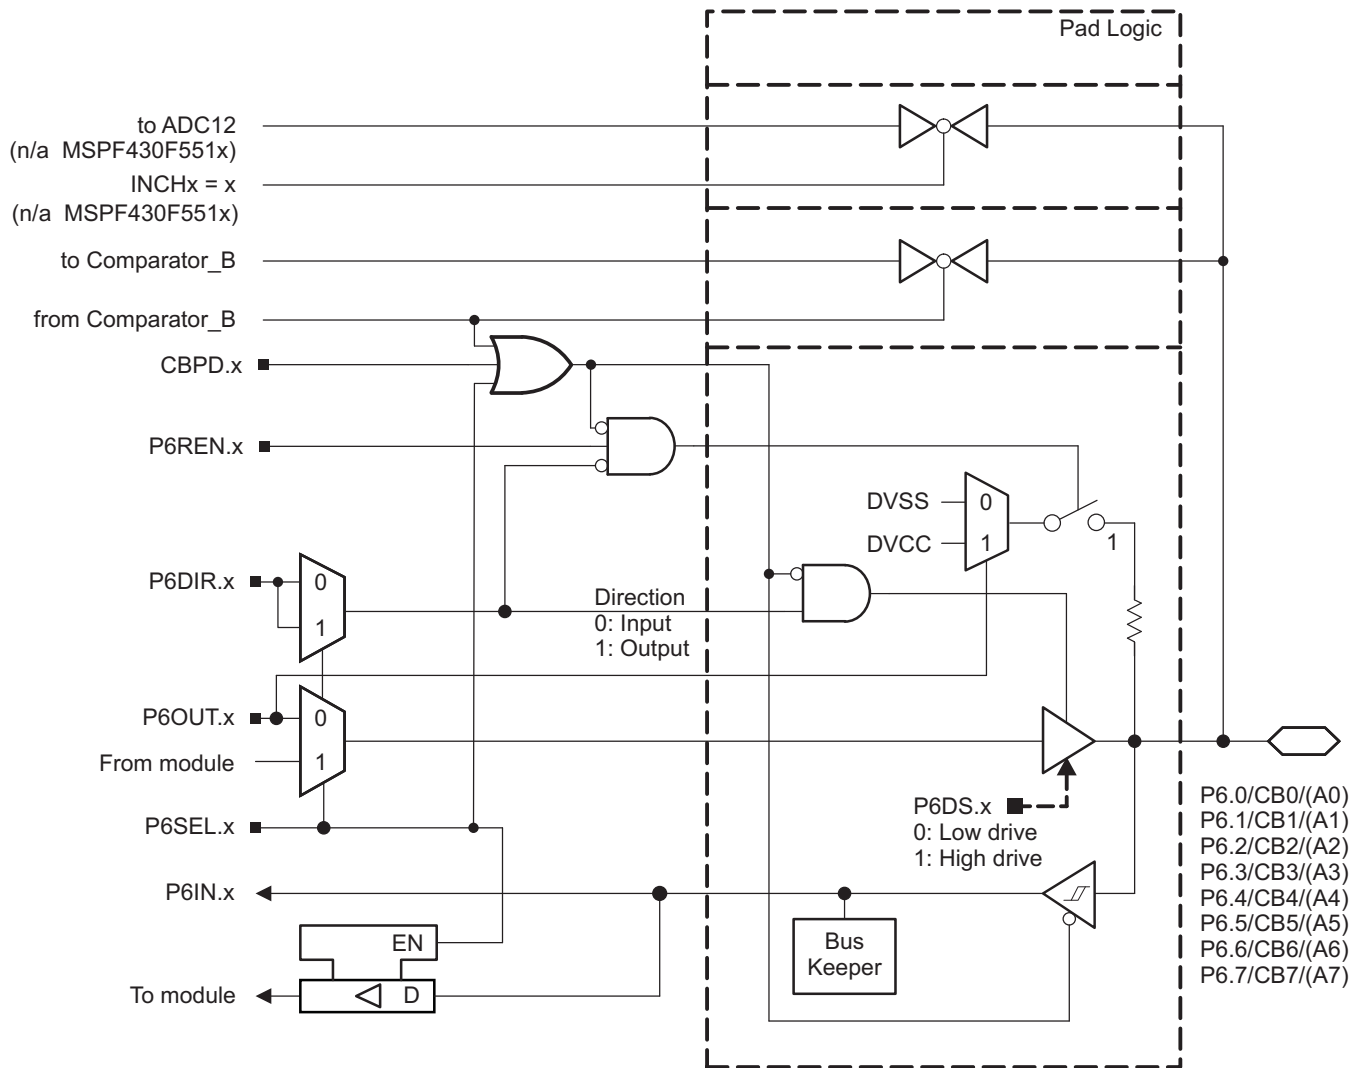 Pad Logic
to ADC12
(n/a MSPF430F551x)
INCHx = x
(n/a MSPF430F551x)
to Comparator_B
from Comparator_B
CBPD.x
P6REN.x
DVSS
0
DVCC
1
1
P6DIR.x
0
1
Direction
0: Input
1: Output
P6OUT.x
0
From module
1
P6DS.x
0: Low drive
1: High drive
P6SEL.x
P6.0/CB0/(A0)
P6.1/CB1/(A1)
P6.2/CB2/(A2)
P6.3/CB3/(A3)
P6.4/CB4/(A4)
P6.5/CB5/(A5)
P6.6/CB6/(A6)
P6.7/CB7/(A7)
P6IN.x
Bus
Keeper
EN
To module
D